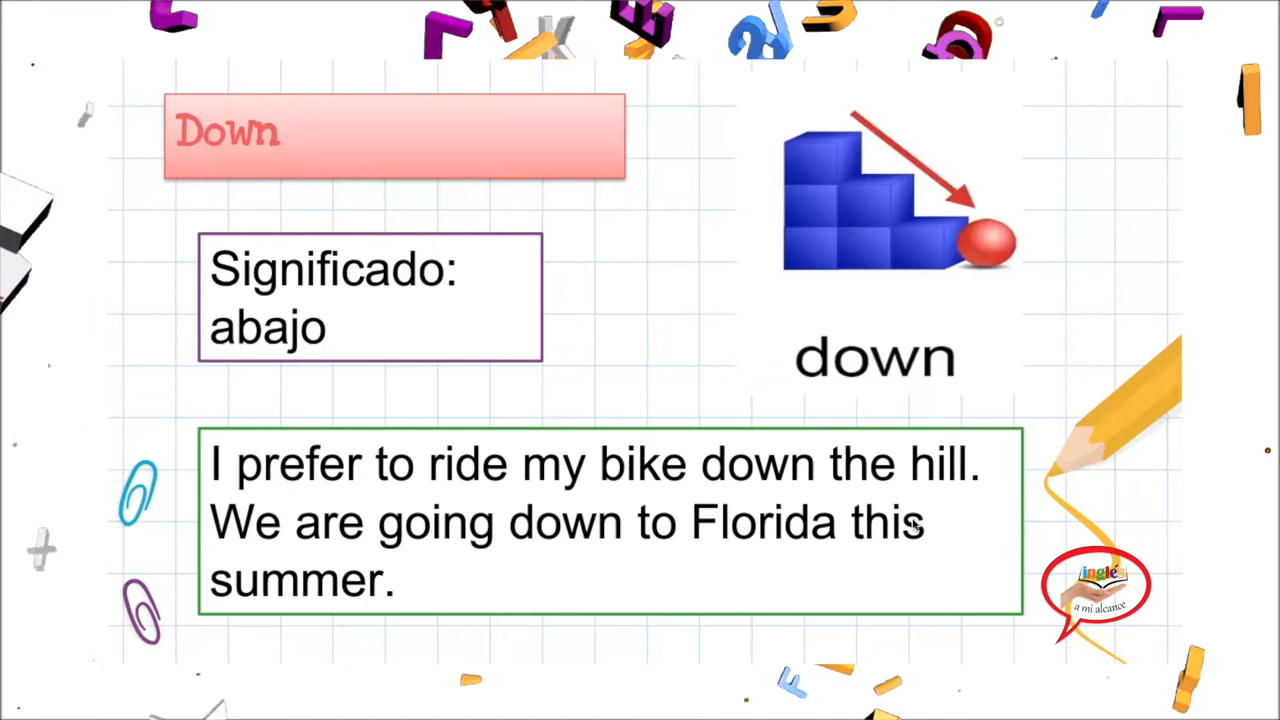 Down
Significado:
abajo
down
I prefer to ride my bike down the hill.
We are going down to Florida this
summer.
inglés
a mi alcance